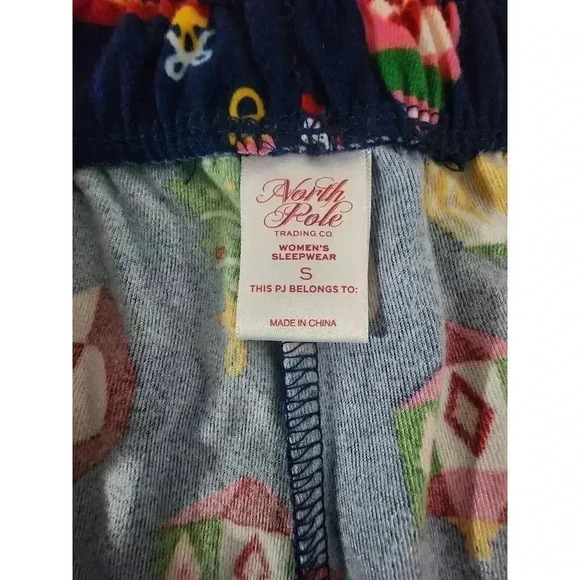 North
Pole
TRADING CO.
WOMEN'S
SLEEPWEAR
S
THIS PJ BELONGS TO:
MADE IN CHINA